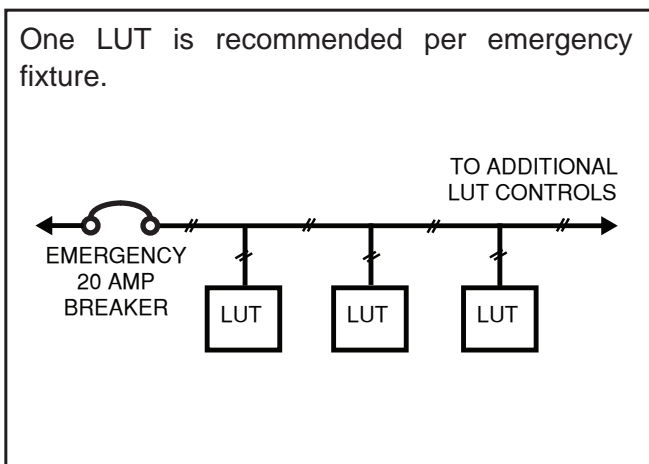 One LUT is recommended per emergency
fixture.
TO ADDITIONAL
LUT CONTROLS
EMERGENCY
20 AMP
BREAKER
LUT
LUT
LUT